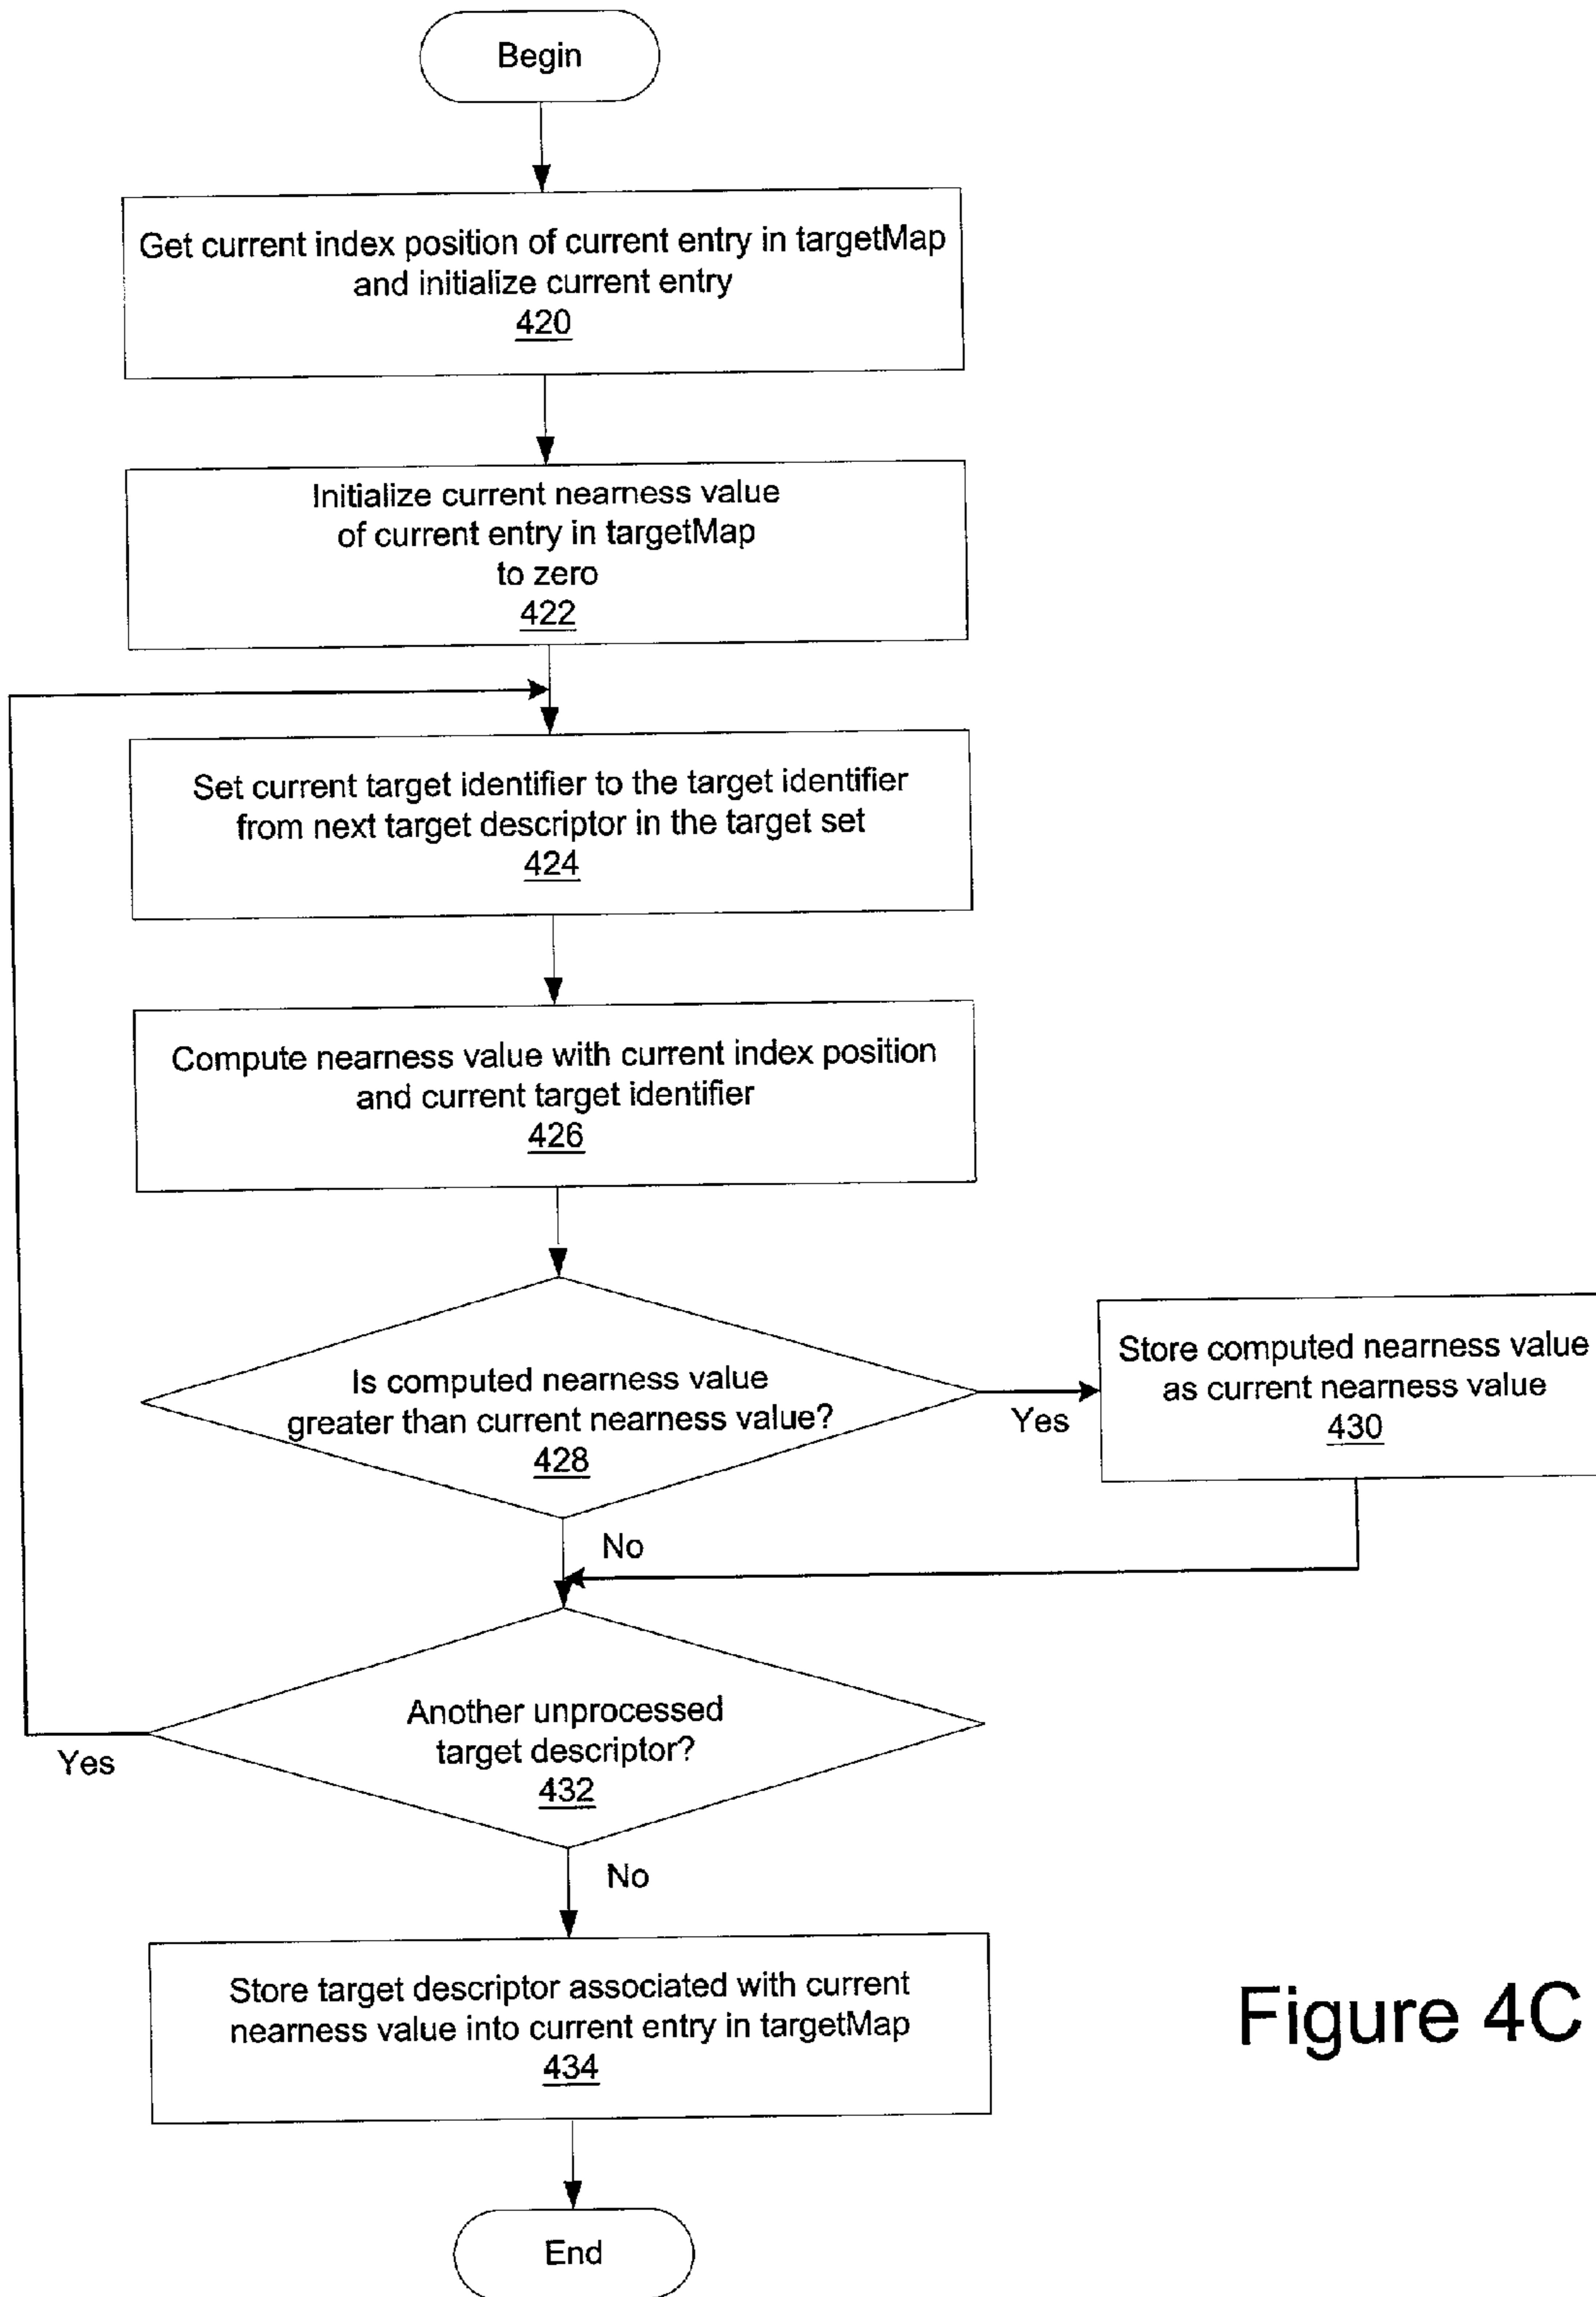 Begin
Get current index position of current entry in targetMap
and initialize current entry
420
Initialize current nearness value
of current entry in targetMap
to zero
422
Set current target identifier to the target identifier
from next target descriptor in the target set
424
Compute nearness value with current index position
and current target identifier
426
Is computed nearness value
greater than current nearness value?
428
Yes
Store computed nearness value
as current nearness value
430
No
Another unprocessed
target descriptor?
432
Yes
No
Store target descriptor associated with current
nearness value into current entry in targetMap
434
Figure 4C
End